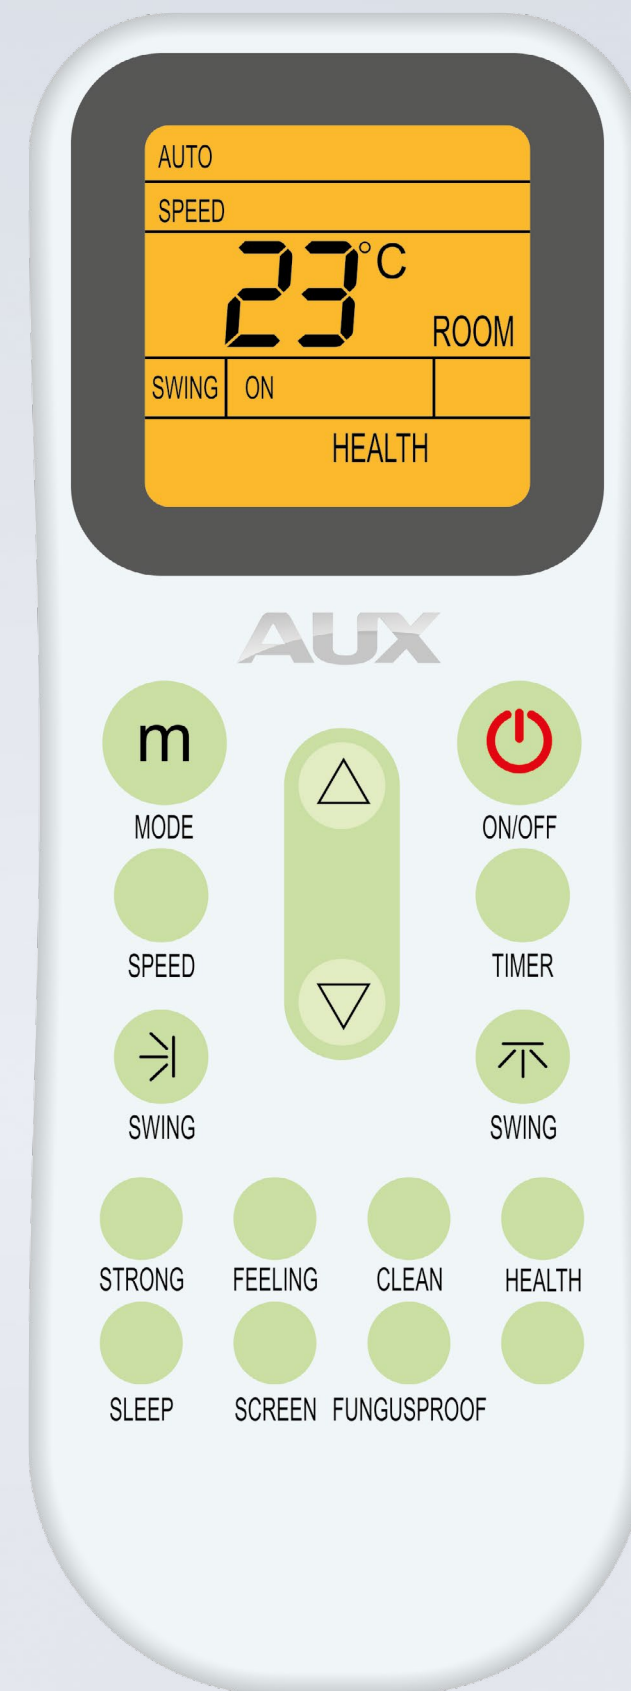 AUTO
SPEED
23°C
ROOM
SWING ON
HEALTH
AUX
m
MODE ON/OFF
SPEED TIMER
SWING SWING
STRONG FEELING CLEAN HEALTH
SLEEP SCREEN FUNGUSPROOF